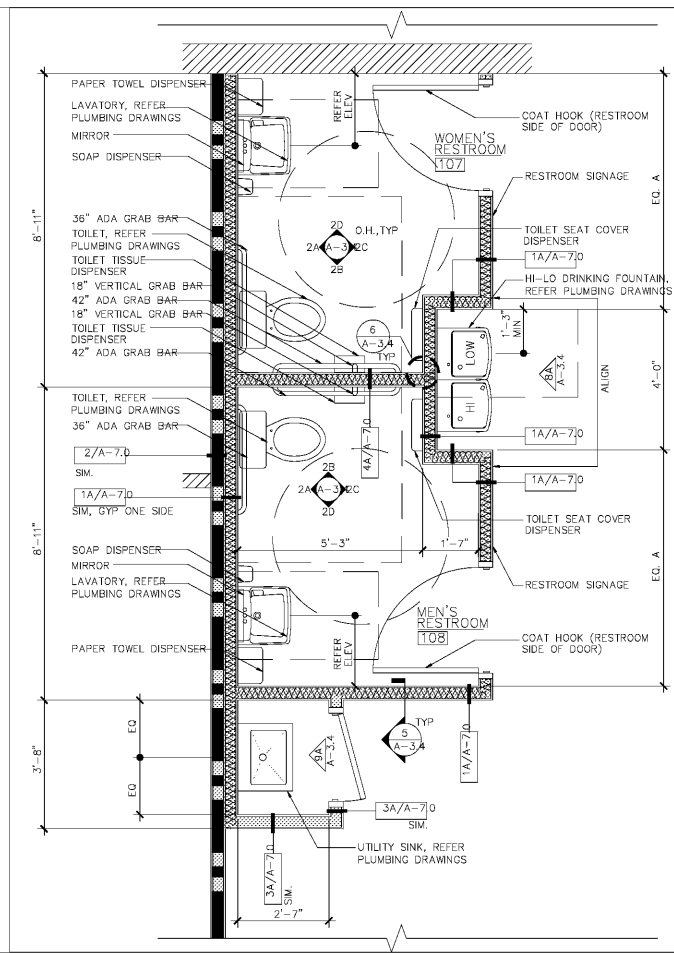 PAPER TOWEL DISPENSER
LAVATORY, REFER
PLUMBING DRAWINGS
MIRROR
SOAP DISPENSER
36" ADA GRAB BAR
TOILET, REFER
PLUMBING DRAWINGS
TOILET TISSUE
DISPENSER
18" VERTICAL GRAB BAR
42" ADA GRAB BAR
18" VERTICAL GRAB BAR
TOILET TISSUE
DISPENSER
42" ADA GRAB BAR
TOILET, REFER
PLUMBING DRAWINGS
36" ADA GRAB BAR
2/A-7.0
SIM.
1A/A-7.0
SIM, GYP ONE SIDE
SOAP DISPENSER
MIRROR
LAVATORY, REFER
PLUMBING DRAWINGS
PAPER TOWEL DISPENSER
8'-11"
8'-11"
3'-8"
EQ
EQ
REFER
ELEV
WOMEN'S
RESTROOM
107
2D
2A
A-3.4
2C
2B
O.H., TYP
6
A-3.4
TYP
4A/A-7.0
LOW
HI
1'-3"
MIN
8A
A-3.4
2B
2A
A-3.4
2C
2D
5'-3"
1'-7"
MEN'S
RESTROOM
108
REFER
ELEV
COAT HOOK (RESTROOM
SIDE OF DOOR)
RESTROOM SIGNAGE
TOILET SEAT COVER
DISPENSER
1A/A-7.0
HI-LO DRINKING FOUNTAIN,
REFER PLUMBING DRAWINGS
ALIGN
1A/A-7.0
1A/A-7.0
TOILET SEAT COVER
DISPENSER
RESTROOM SIGNAGE
COAT HOOK (RESTROOM
SIDE OF DOOR)
EQ. A
4'-0"
EQ. A
TYP
5
A-3.4
1A/A-7.0
9A
A-3.4
3A/A-7.0
SIM.
UTILITY SINK, REFER
PLUMBING DRAWINGS
3A/A-7.0
SIM.
2'-7"